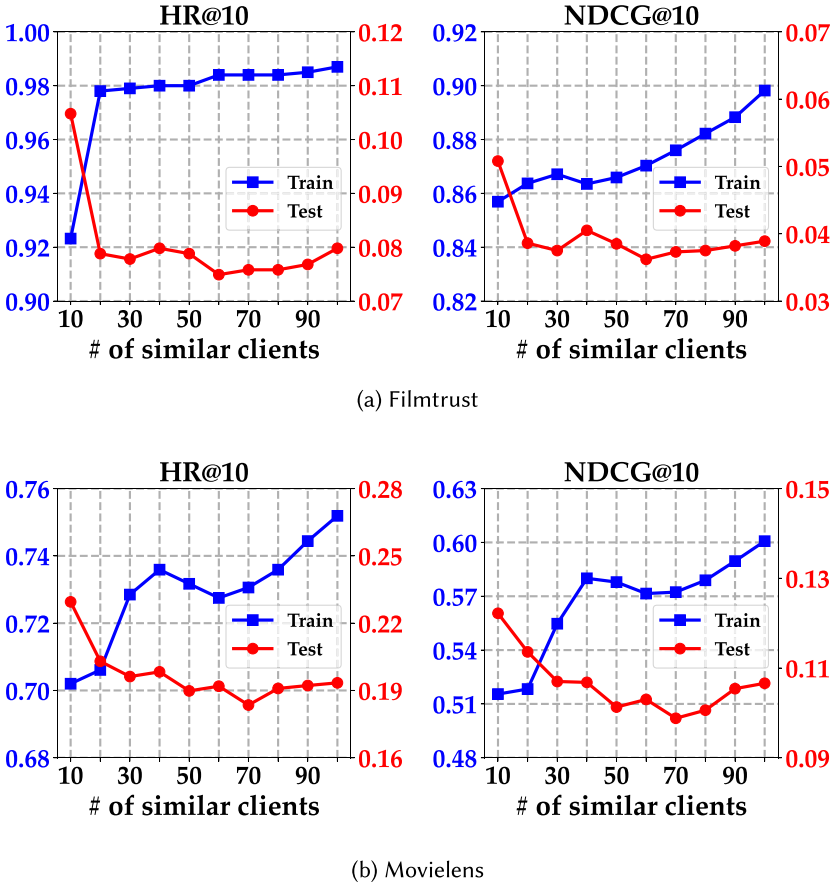 HR@10
NDCG@10
1.00
0.98
0.96
0.94
0.92
0.90
0.12
0.11
0.10
0.09
0.08
0.07
Train
Test
10 30 50 70 90
# of similar clients
0.92
0.90
0.88
0.86
0.84
0.82
0.07
0.06
0.05
0.04
0.03
Train
Test
10 30 50 70 90
# of similar clients
(a) Filmtrust
HR@10
NDCG@10
0.76
0.74
0.72
0.70
0.68
0.28
0.25
0.22
0.19
0.16
Train
Test
10 30 50 70 90
# of similar clients
0.63
0.60
0.57
0.54
0.51
0.48
0.15
0.13
0.11
0.09
Train
Test
10 30 50 70 90
# of similar clients
(b) Movielens